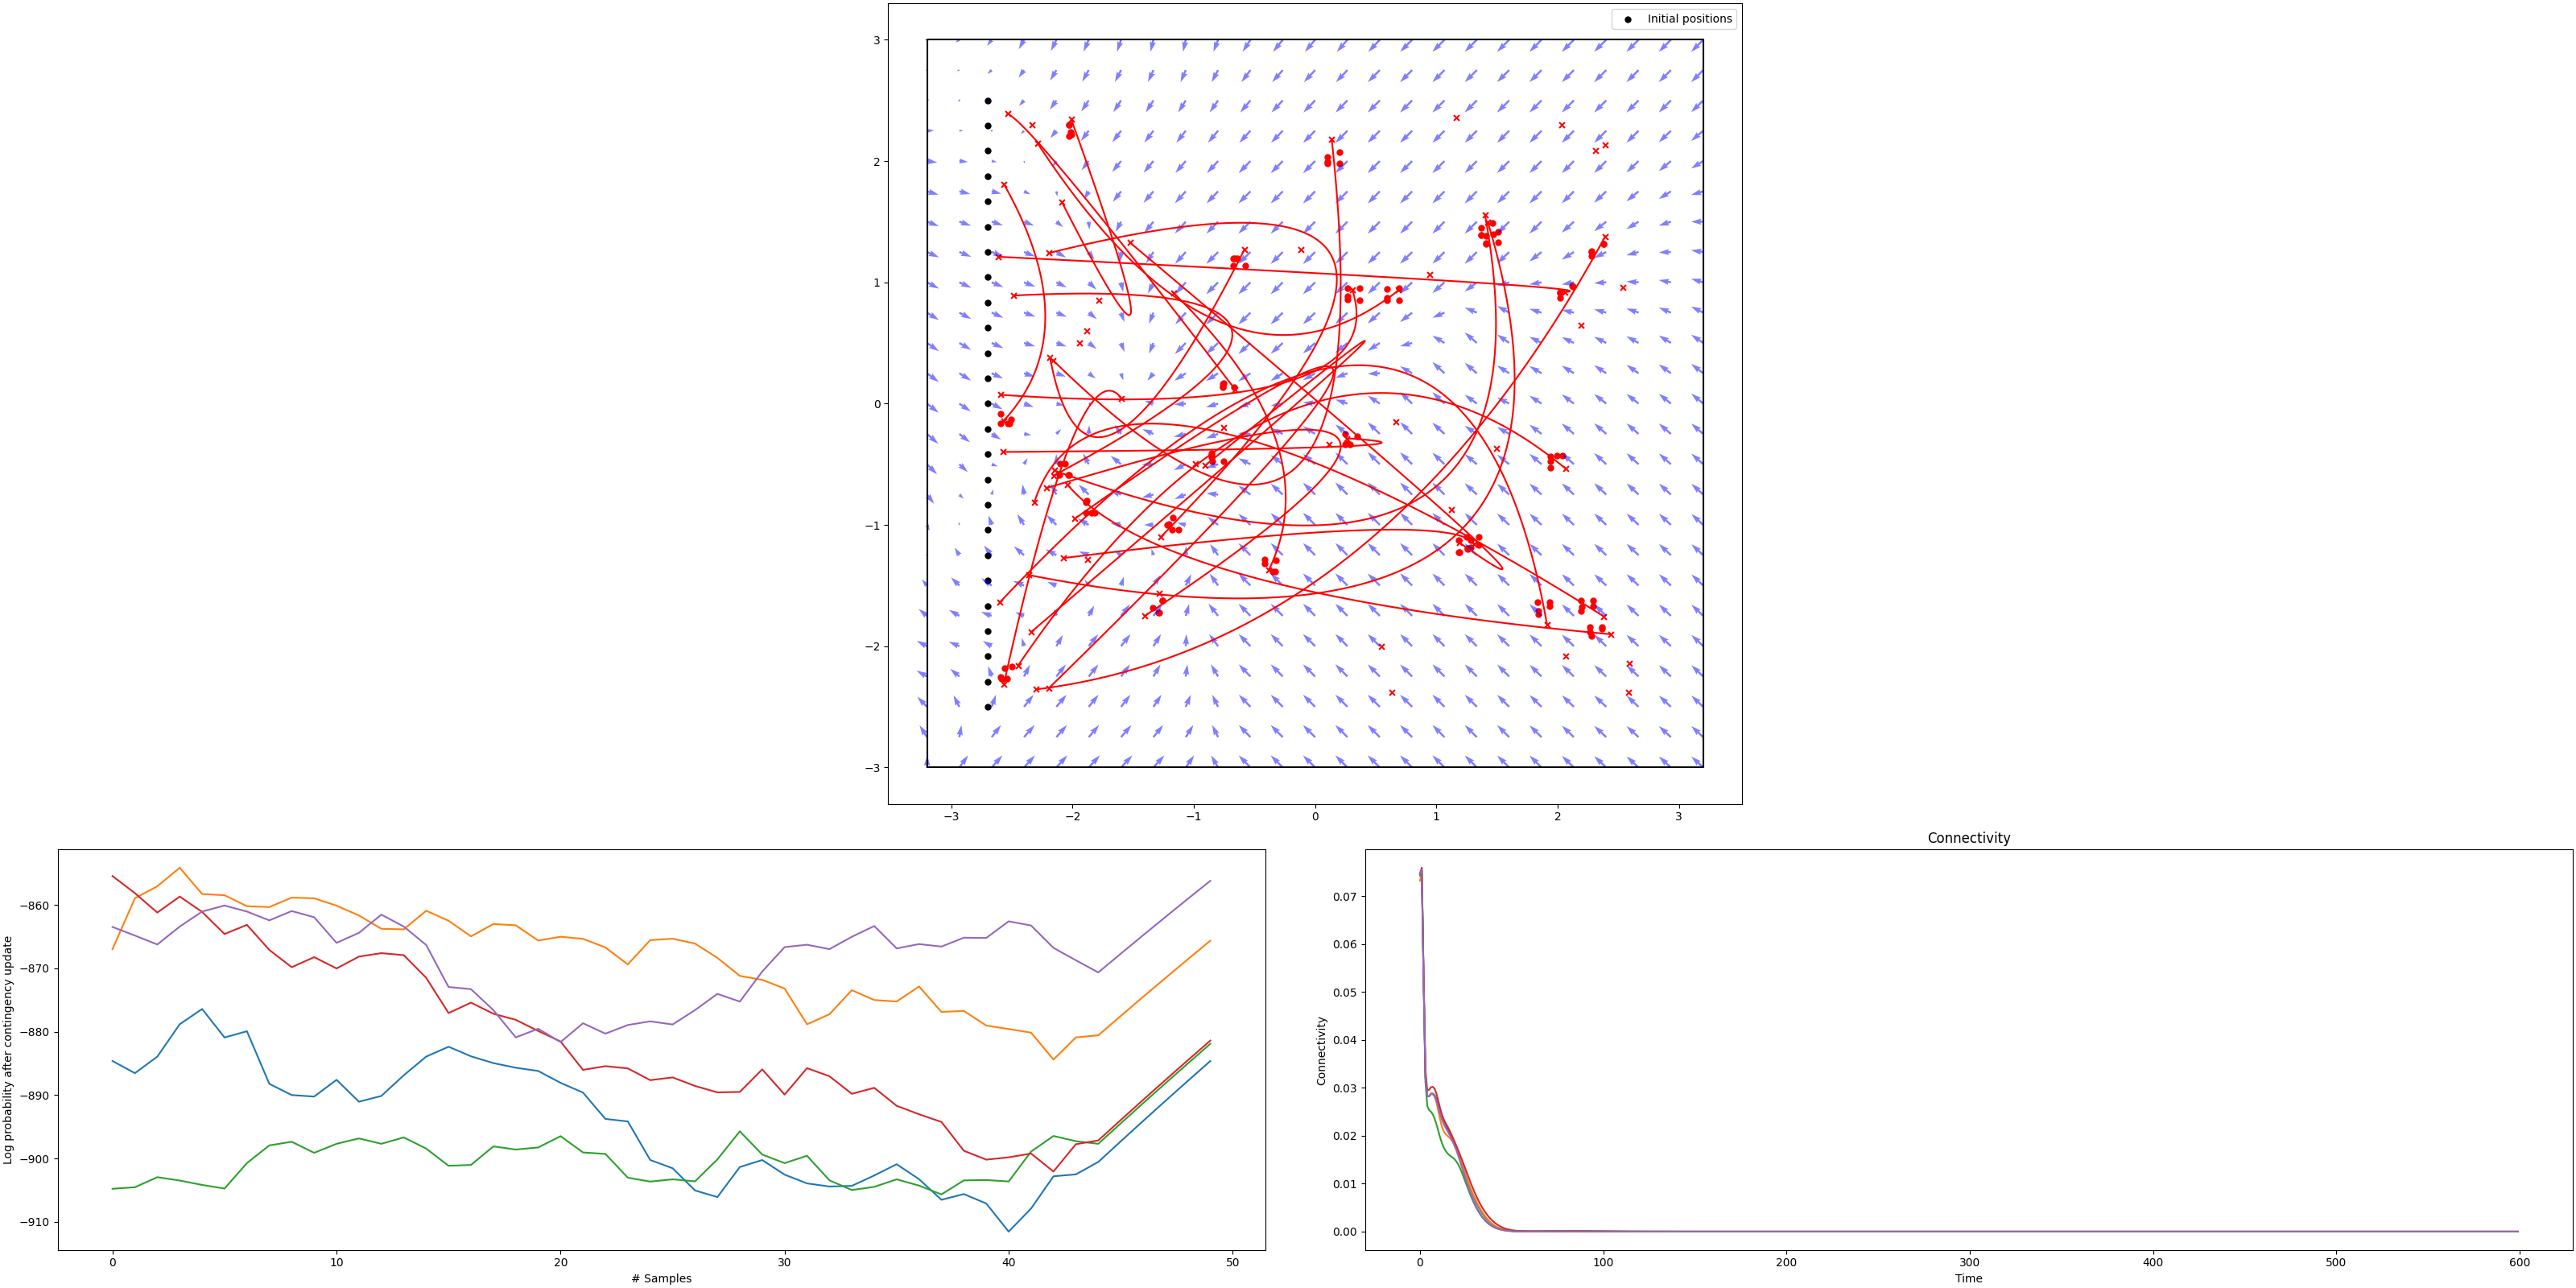 Initial positions
3
2
1
0
−1
−2
−3
−3 −2 −1 0 1 2 3
Log probability after contingency update
−860
−870
−880
−890
−900
−910
0 10 20 30 40 50
# Samples
Connectivity
Connectivity
0.07
0.06
0.05
0.04
0.03
0.02
0.01
0.00
0 100 200 300 400 500 600
Time